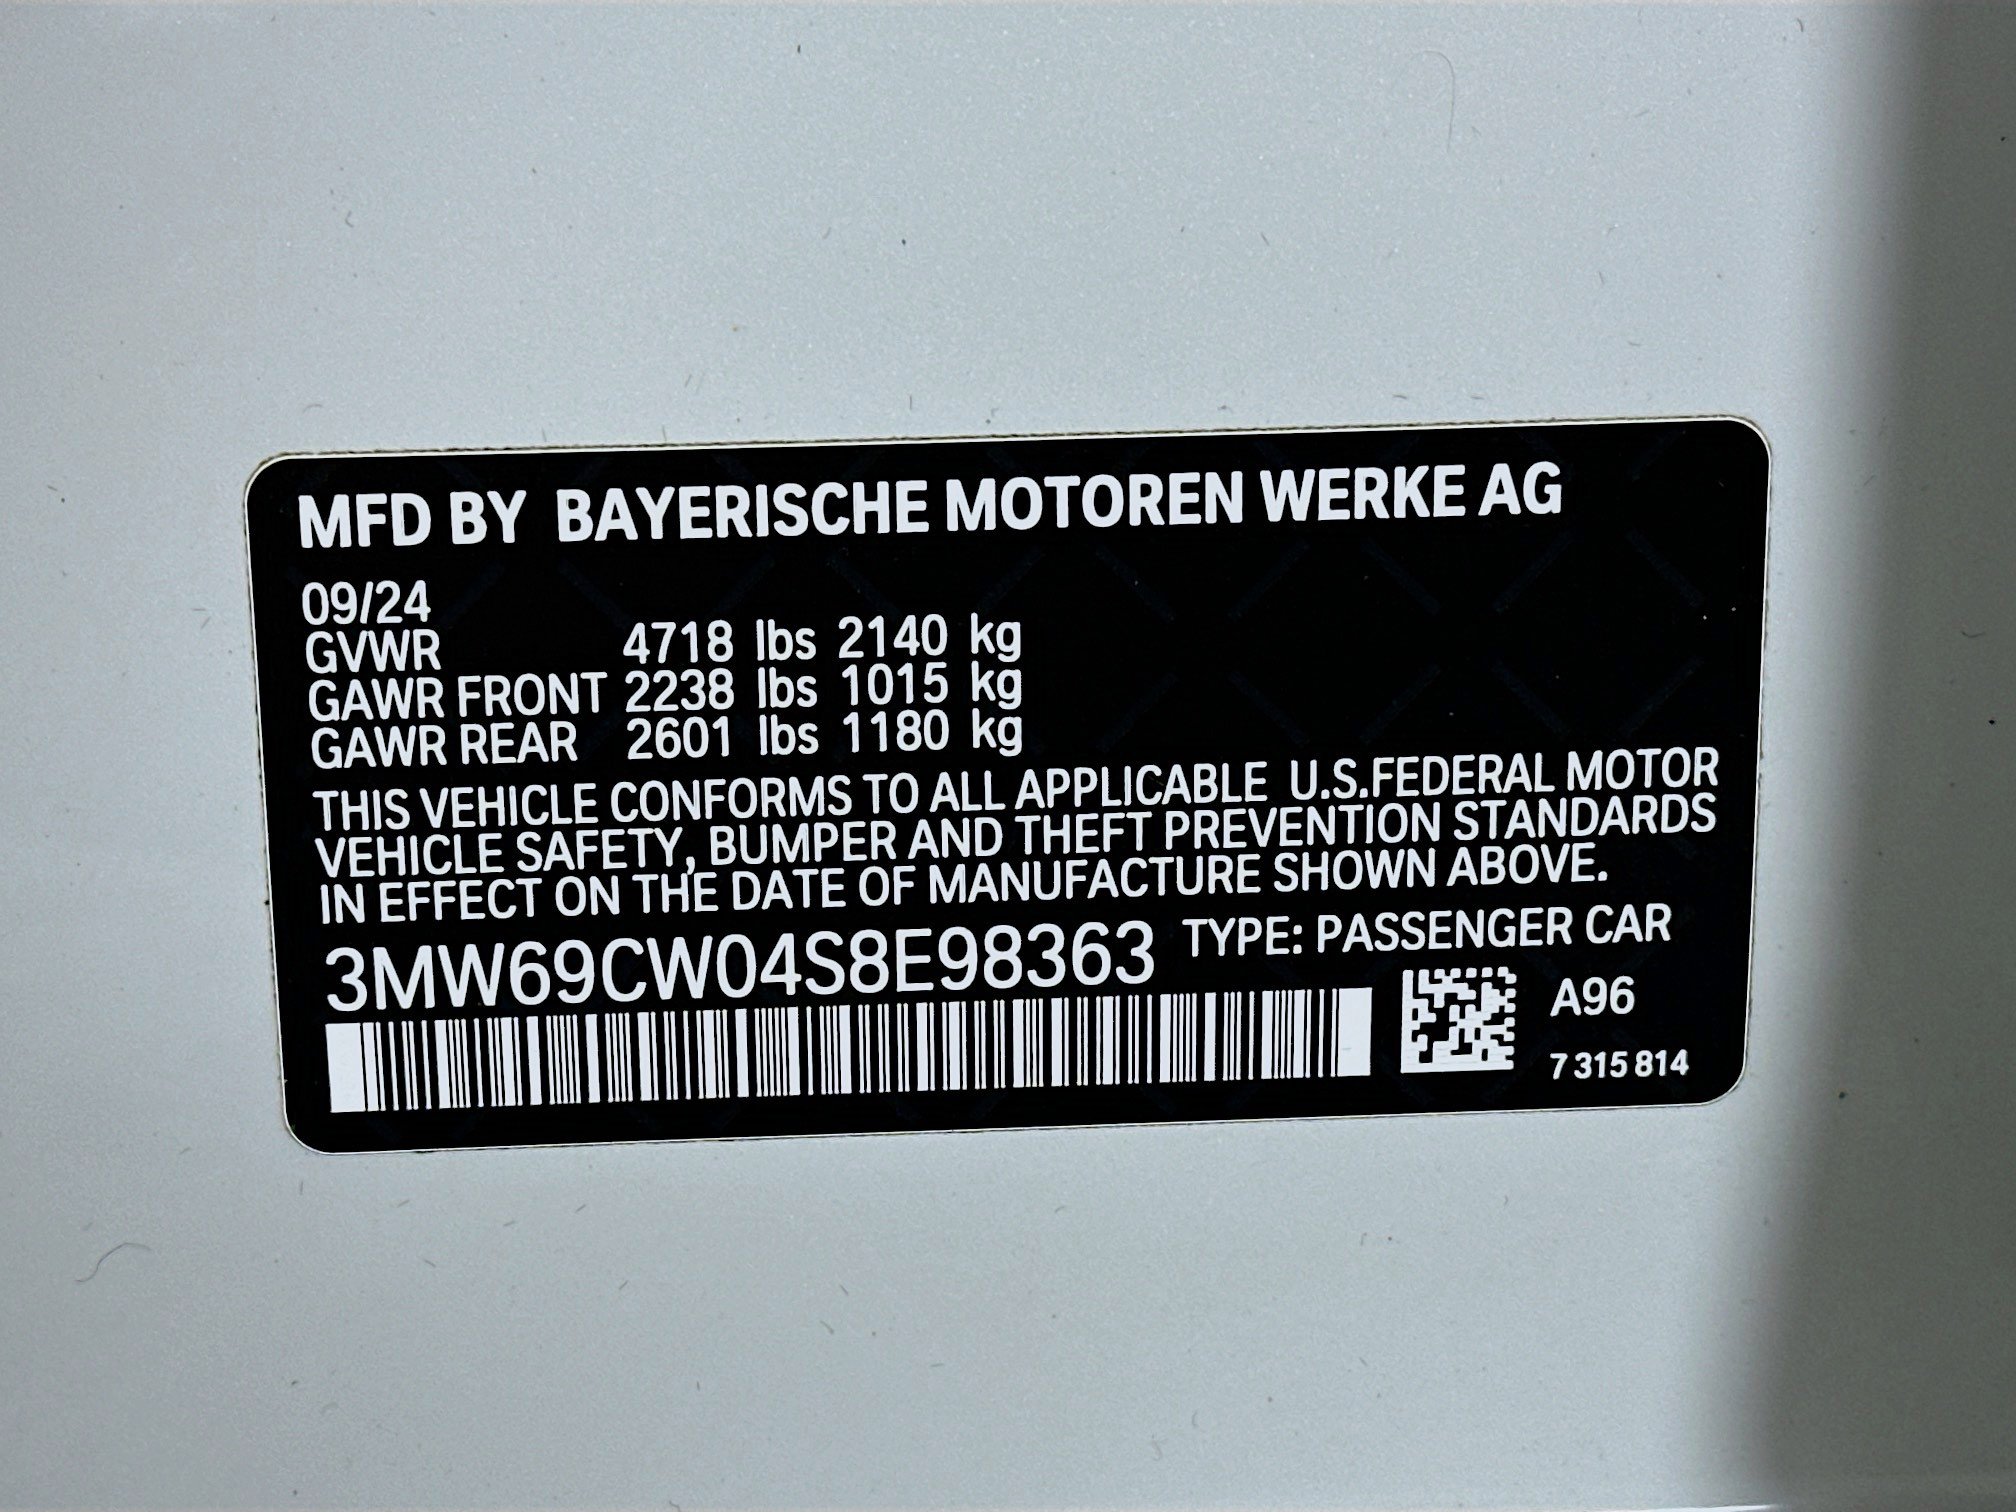 MFD BY BAYERISCHE MOTOREN WERKE AG
09/24
GVWR 4718 lbs 2140 kg
GAWR FRONT 2238 lbs 1015 kg
GAWR REAR 2601 lbs 1180 kg
THIS VEHICLE CONFORMS TO ALL APPLICABLE U.S.FEDERAL MOTOR
VEHICLE SAFETY, BUMPER AND THEFT PREVENTION STANDARDS
IN EFFECT ON THE DATE OF MANUFACTURE SHOWN ABOVE.
3MW69CW04S8E98363 TYPE: PASSENGER CAR
A96
7 315 814